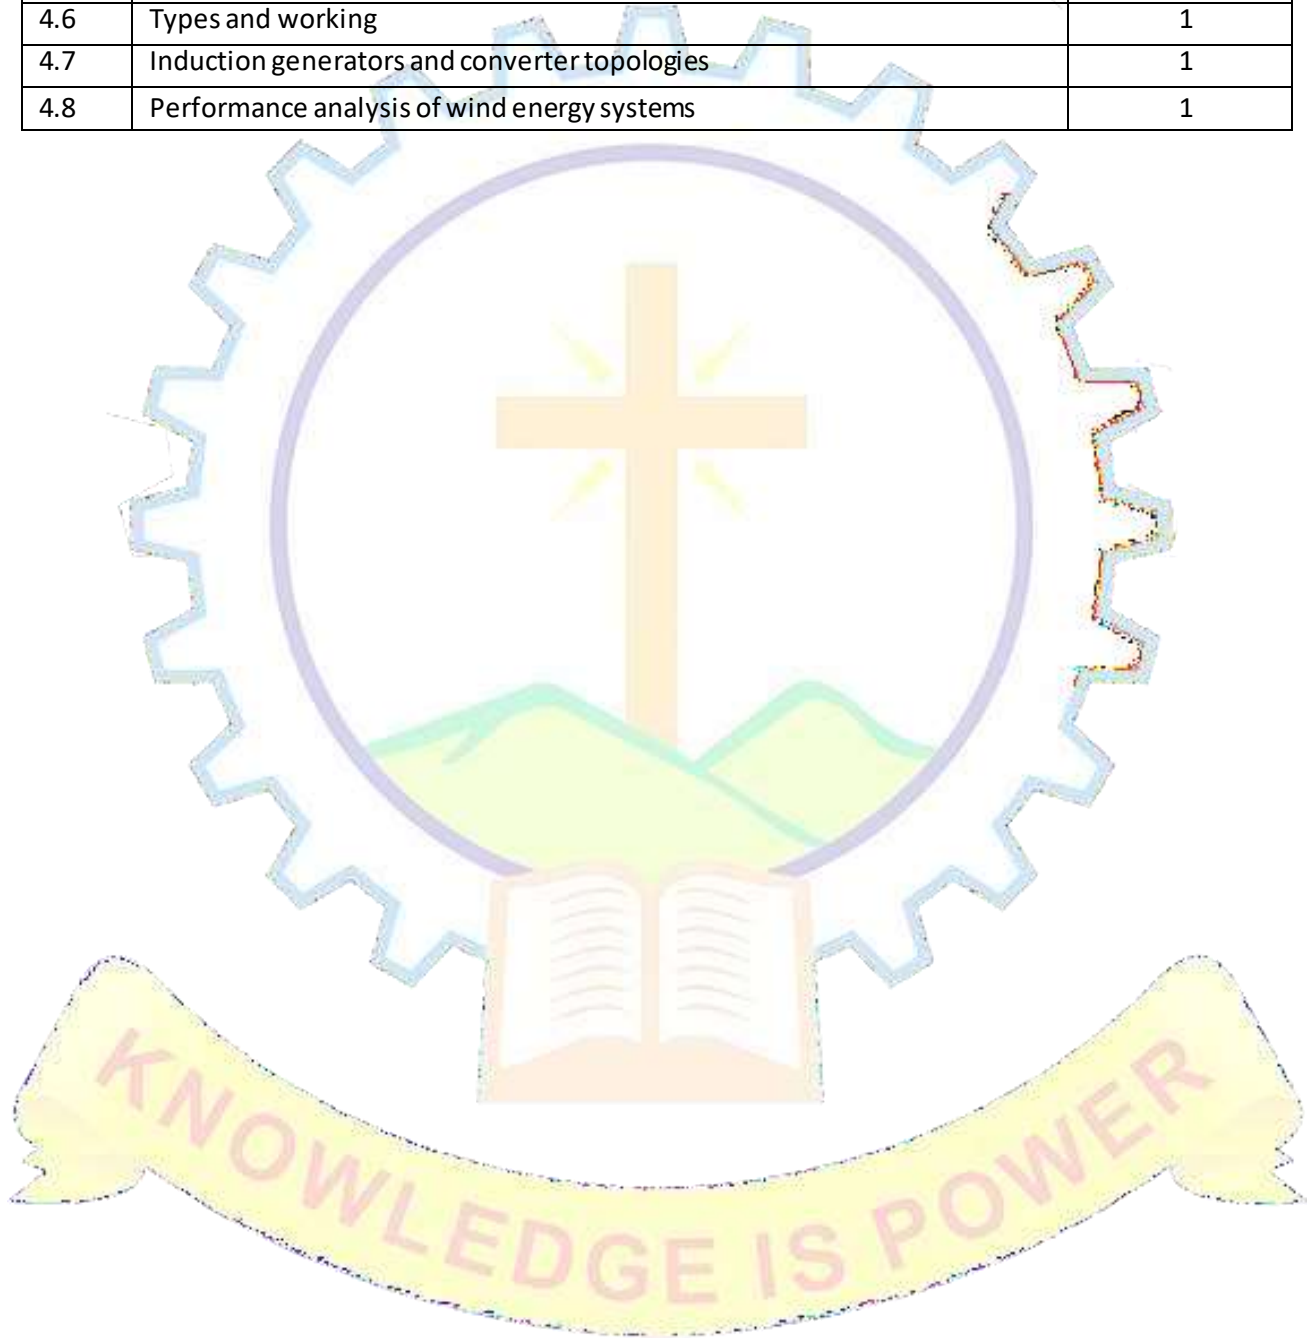 4.6 Types and working 1
4.7 Induction generators and converter topologies 1
4.8 Performance analysis of wind energy systems 1
KNOWLEDGE IS POWER